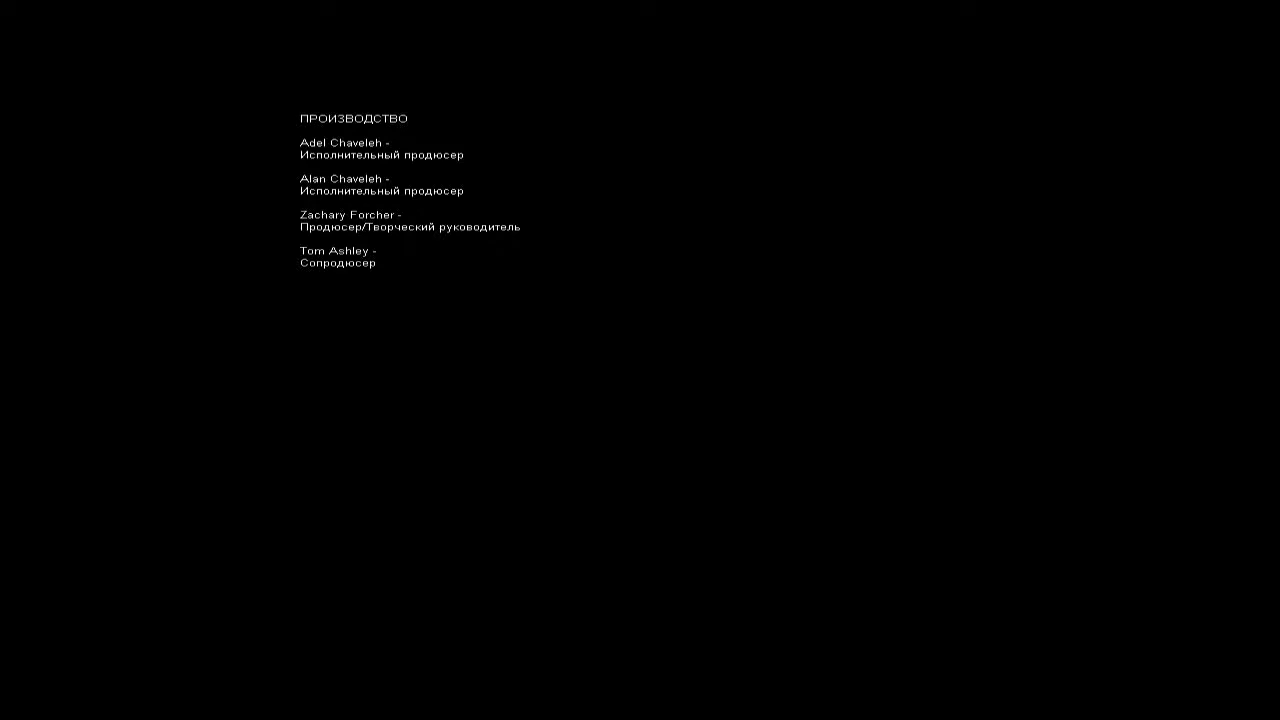 ПРОИЗВОДСТВО
Adel Chaveleh -
Исполнительный продюсер
Alan Chaveleh -
Исполнительный продюсер
Zachary Forcher -
Продюсер/Творческий руководитель
Tom Ashley -
Сопродюсер